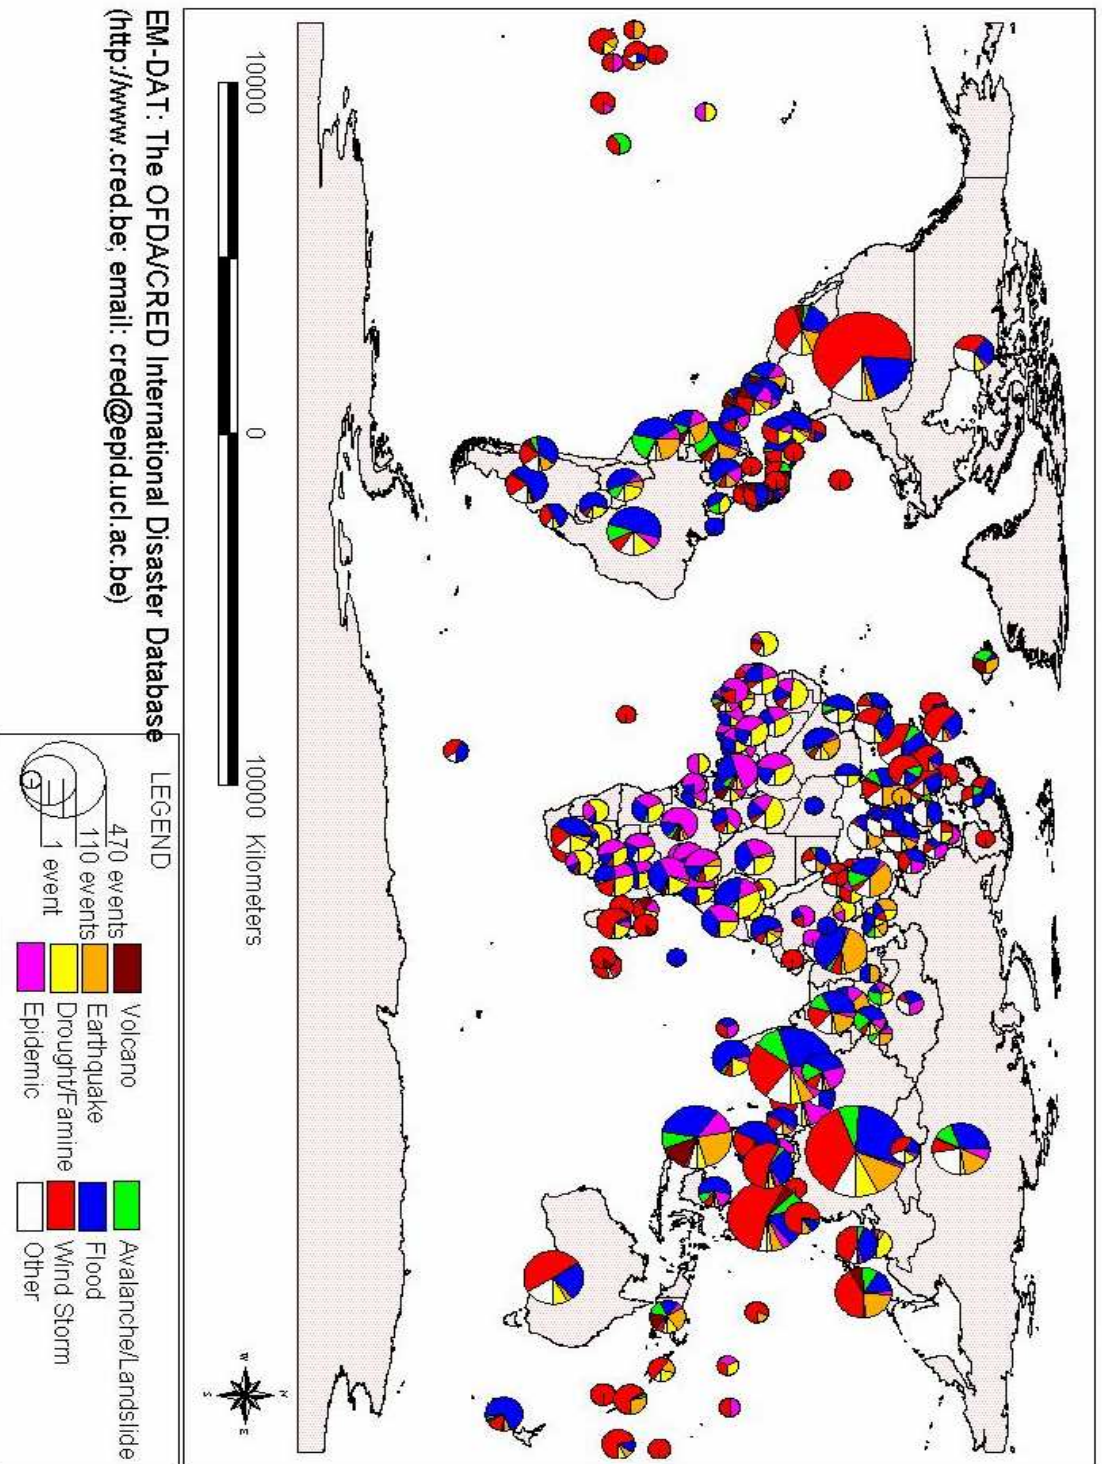 10000 0 10000 Kilometers
EM-DAT: The OFDA/CRED International Disaster Database
(http://www.cred.be; email: cred@epid.ucl.ac.be)
LEGEND
470 events
110 events
1 event
Volcano
Earthquake
Drought/Famine
Epidemic
Avalanche/Landslide
Flood
Wind Storm
Other
N
W
E
S